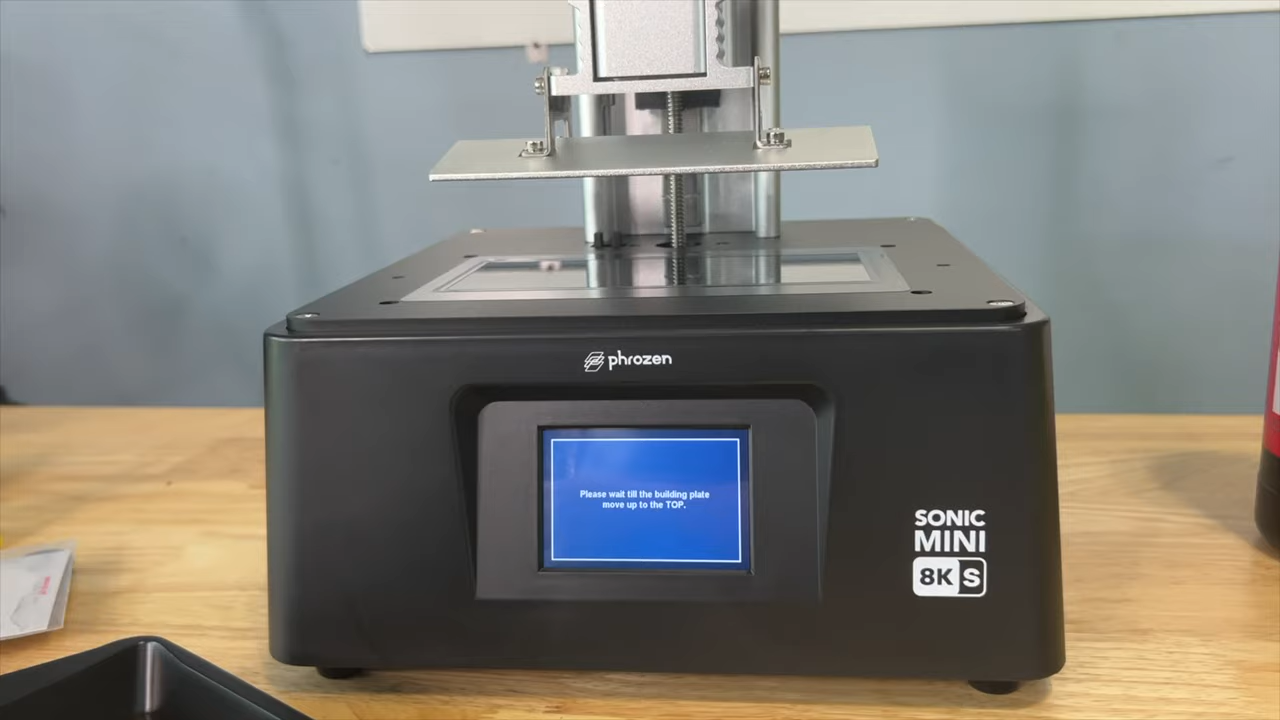 phrozen
Please wait till the building plate
move up to the TOP.
SONIC
MINI
8K S